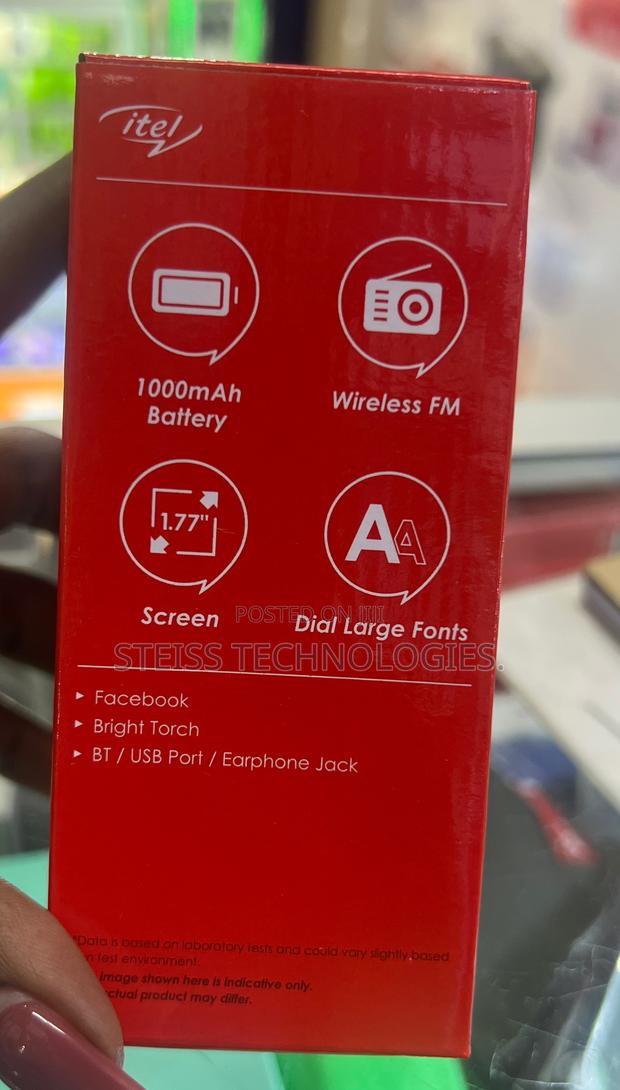 itel
1000mAh
Battery
Wireless FM
1.77"
AA
Screen
Dial Large Fonts
POSTED ON
STEISS TECHNOLOGIES.
▸ Facebook
▸ Bright Torch
▸ BT / USB Port / Earphone Jack
*Data is based on laboratory tests and could vary slightly based
test environment.
image shown here is indicative only.
product may differ.